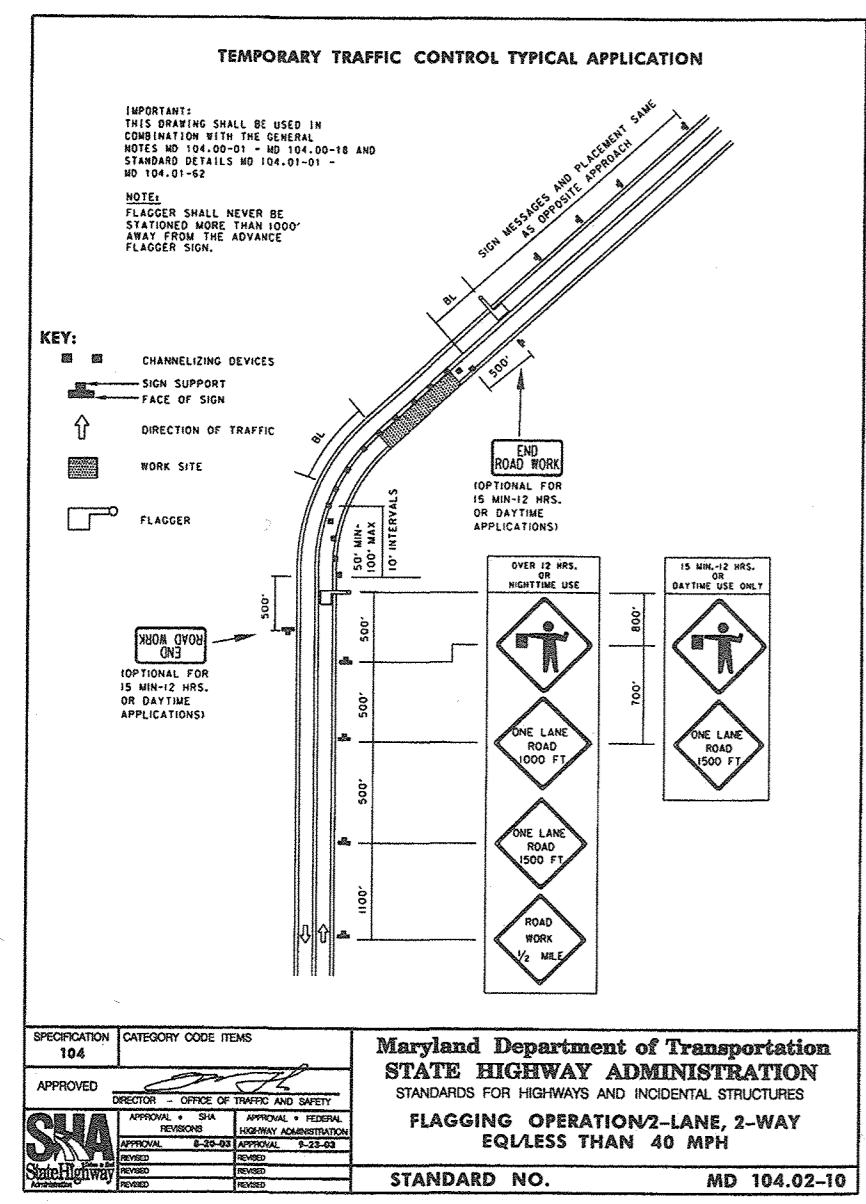 TEMPORARY TRAFFIC CONTROL TYPICAL APPLICATION
IMPORTANT:
THIS DRAWING SHALL BE USED IN
COMBINATION WITH THE GENERAL
NOTES MD 104.00-01 - MD 104.00-18 AND
STANDARD DETAILS MD 104.01-01 -
MD 104.01-62
NOTE:
FLAGGER SHALL NEVER BE
STATIONED MORE THAN 1000'
AWAY FROM THE ADVANCE
FLAGGER SIGN.
SIGN MESSAGES AND PLACEMENT SAME
AS OPPOSITE APPROACH
BL
500'
BL
KEY:
CHANNELIZING DEVICES
SIGN SUPPORT
FACE OF SIGN
DIRECTION OF TRAFFIC
WORK SITE
FLAGGER
END
ROAD WORK
(OPTIONAL FOR
15 MIN-12 HRS.
OR DAYTIME
APPLICATIONS)
50' MIN-
100' MAX
10' INTERVALS
500'
END
ROAD WORK
(OPTIONAL FOR
15 MIN-12 HRS.
OR DAYTIME
APPLICATIONS)
500'
500'
500'
1100'
OVER 12 HRS.
OR
NIGHTTIME USE
ONE LANE
ROAD
1000 FT
ONE LANE
ROAD
1500 FT
ROAD
WORK
1/2 MILE
800'
700'
15 MIN.-12 HRS.
OR
DAYTIME USE ONLY
ONE LANE
ROAD
1500 FT
SPECIFICATION
104
CATEGORY CODE ITEMS
APPROVED
DIRECTOR - OFFICE OF TRAFFIC AND SAFETY
SHA
StateHighway
Administration
APPROVAL • SHA
REVISIONS
APPROVAL • FEDERAL
HIGHWAY ADMINISTRATION
APPROVAL 8-20-03
APPROVAL 9-23-03
REVISED
REVISED
REVISED
REVISED
REVISED
REVISED
Maryland Department of Transportation
STATE HIGHWAY ADMINISTRATION
STANDARDS FOR HIGHWAYS AND INCIDENTAL STRUCTURES
FLAGGING OPERATION/2-LANE, 2-WAY
EQL/LESS THAN 40 MPH
STANDARD NO. MD 104.02-10